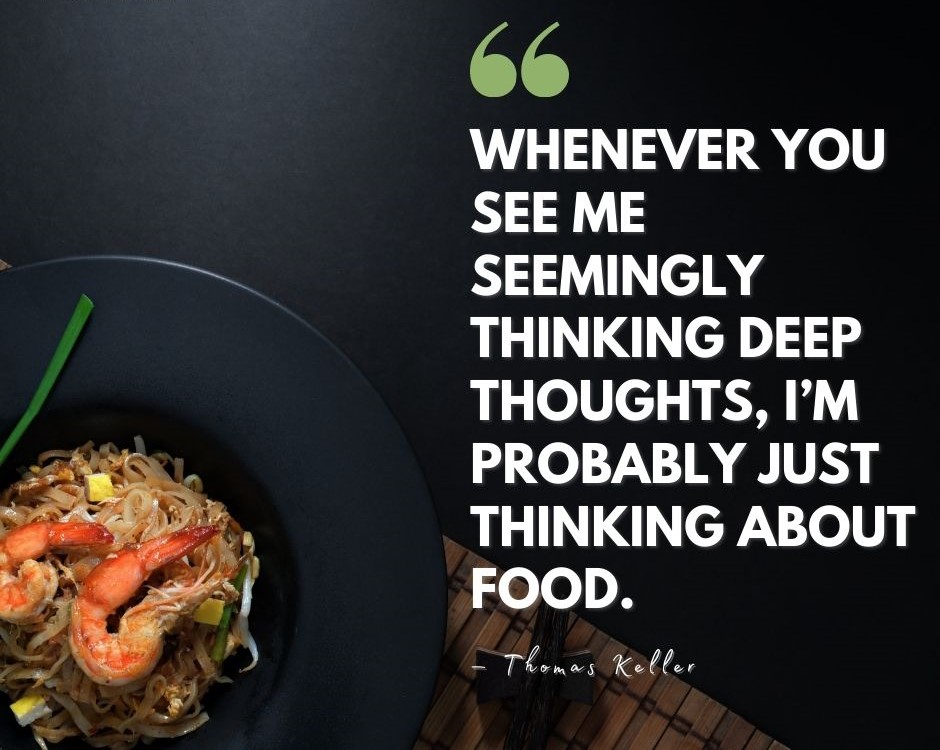 WHENEVER YOU
SEE ME
SEEMINGLY
THINKING DEEP
THOUGHTS, I’M
PROBABLY JUST
THINKING ABOUT
FOOD.
– Thomas Keller